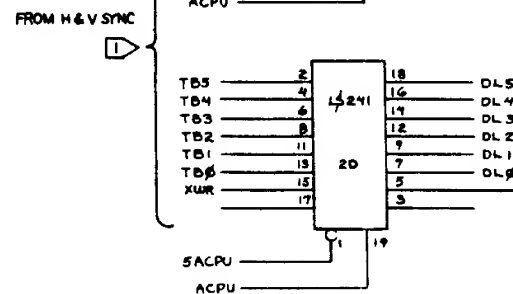 ACPU
FROM H & V SYNC
1
TB5 2 18 DL5
TB4 4 LS241 16 DL4
TB3 6 14 DL3
TB2 8 12 DL2
TB1 11 9 DL1
TBØ 13 2D 7 DLØ
XWR 15 5
17 3
1 19
5ACPU
ACPU